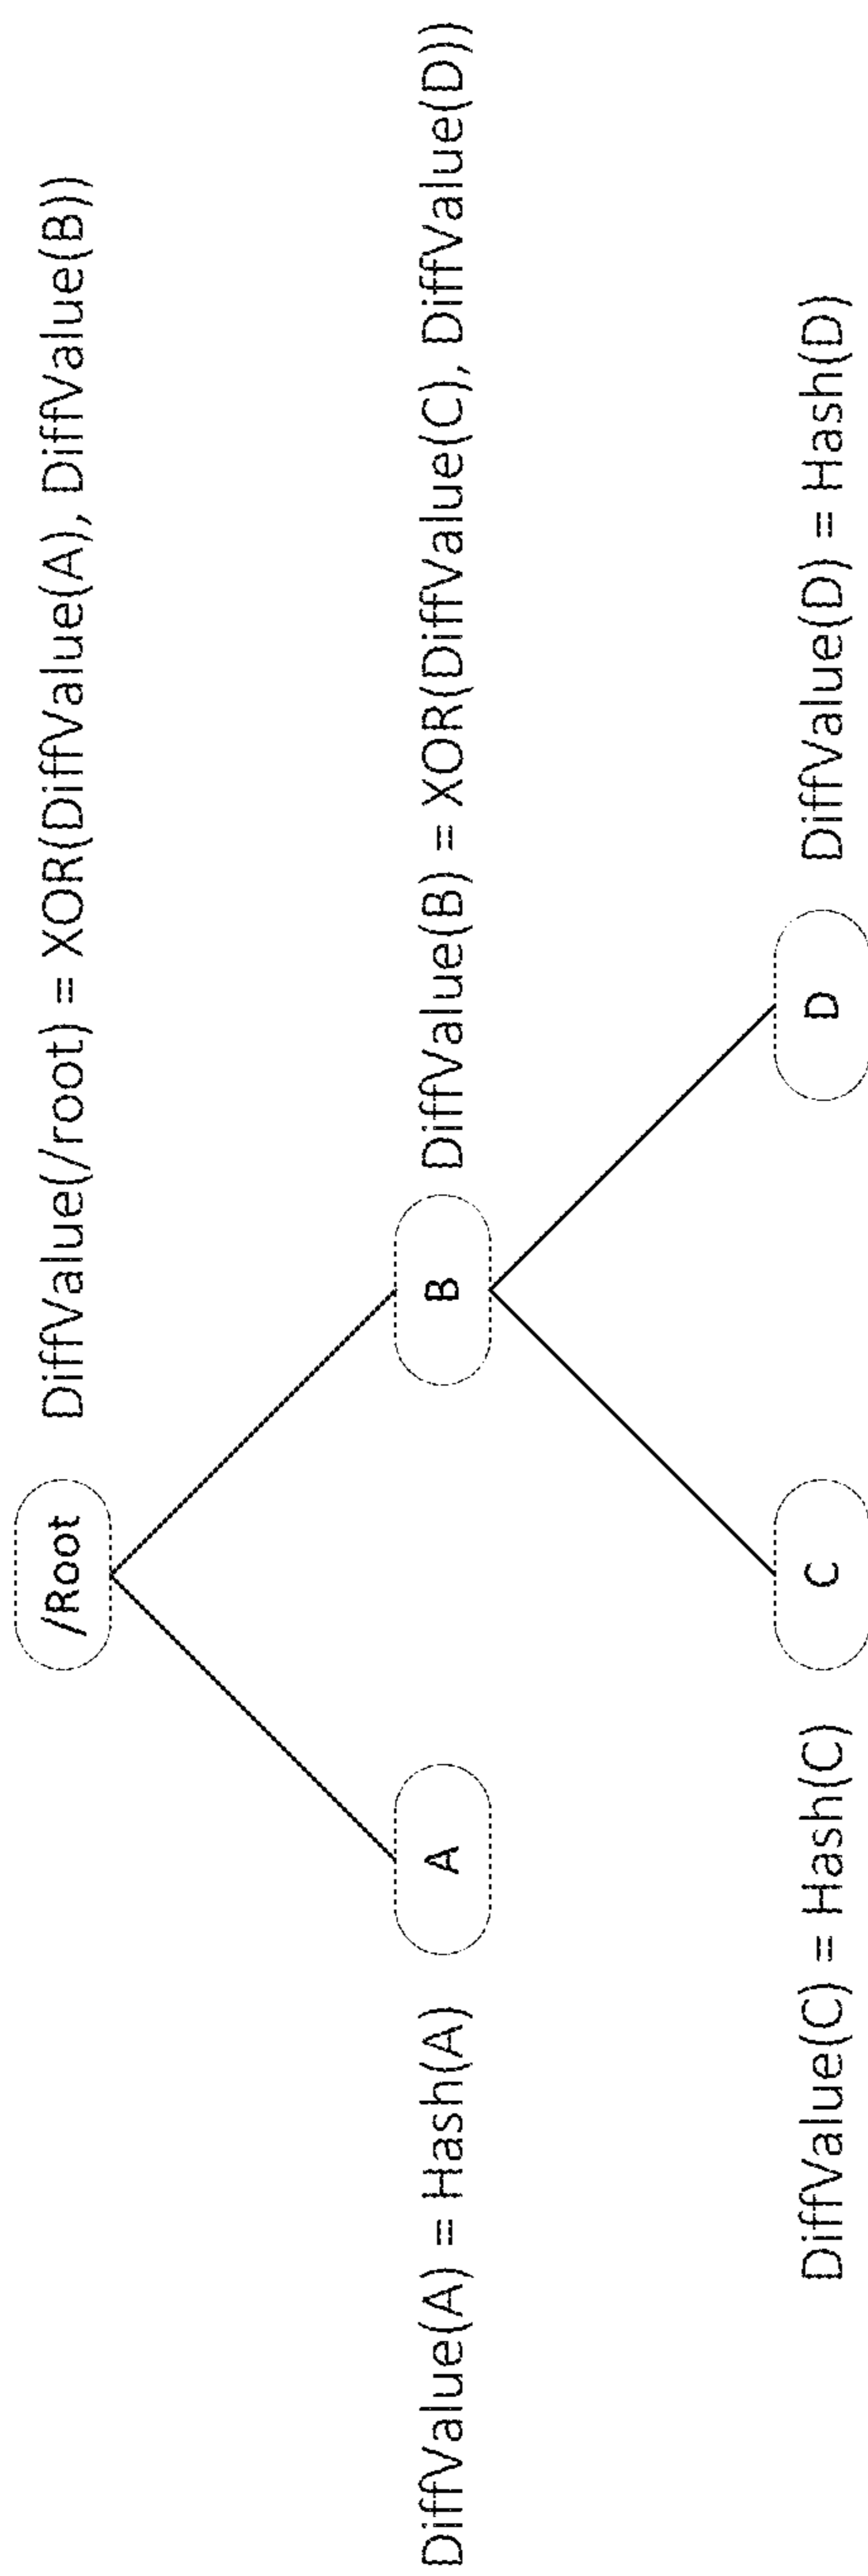 /Root DiffValue(/root) = XOR(DiffValue(A), DiffValue(B))
DiffValue(A) = Hash(A) A B DiffValue(B) = XOR(DiffValue(C), DiffValue(D))
DiffValue(C) = Hash(C) C D DiffValue(D) = Hash(D)